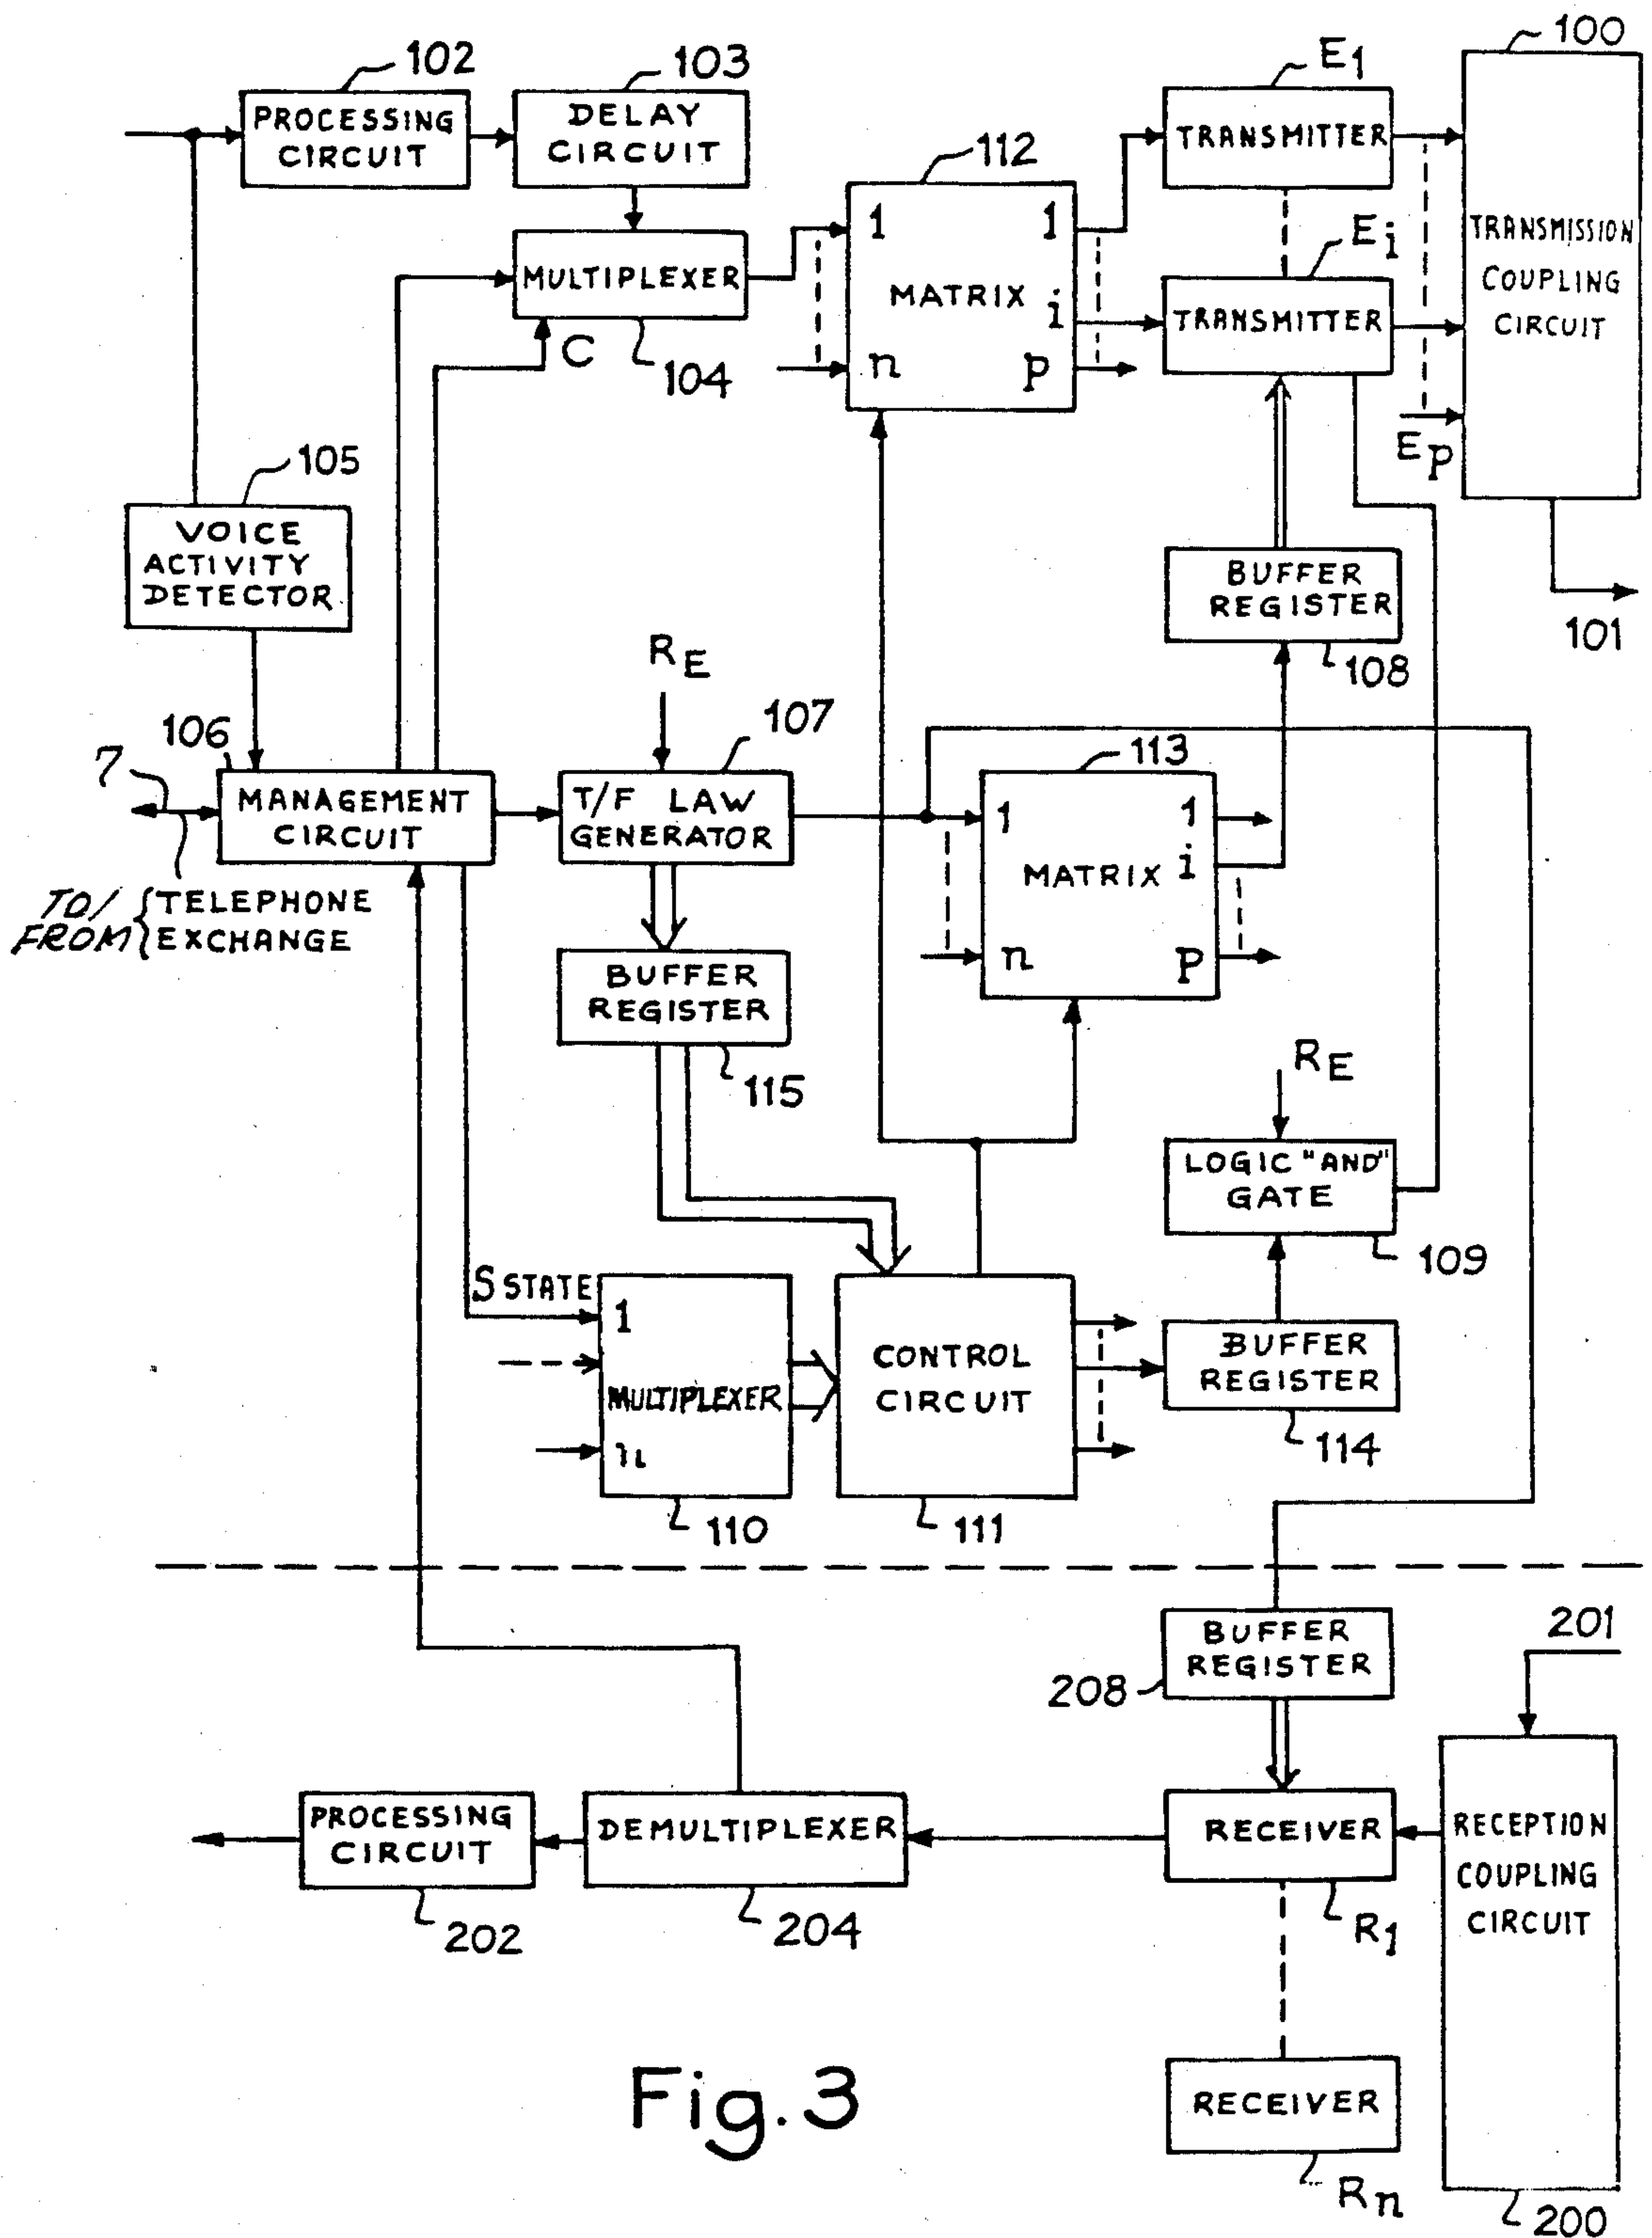 100
102
103
E1
PROCESSING
CIRCUIT
DELAY
CIRCUIT
TRANSMITTER
112
1
1
MATRIX
i
n
p
Ei
TRANSMISSION
COUPLING
CIRCUIT
MULTIPLEXER
C
104
TRANSMITTER
Ep
105
VOICE
ACTIVITY
DETECTOR
BUFFER
REGISTER
101
108
RE
106
107
113
7
MANAGEMENT
CIRCUIT
T/F LAW
GENERATOR
1
1
MATRIX
i
n
p
TO/
FROM
TELEPHONE
EXCHANGE
BUFFER
REGISTER
115
RE
LOGIC "AND"
GATE
109
S STATE
1
MULTIPLEXER
n
CONTROL
CIRCUIT
BUFFER
REGISTER
114
110
111
BUFFER
REGISTER
208
201
PROCESSING
CIRCUIT
DEMULTIPLEXER
RECEIVER
RECEPTION
COUPLING
CIRCUIT
202
204
R1
Fig. 3
RECEIVER
Rn
200